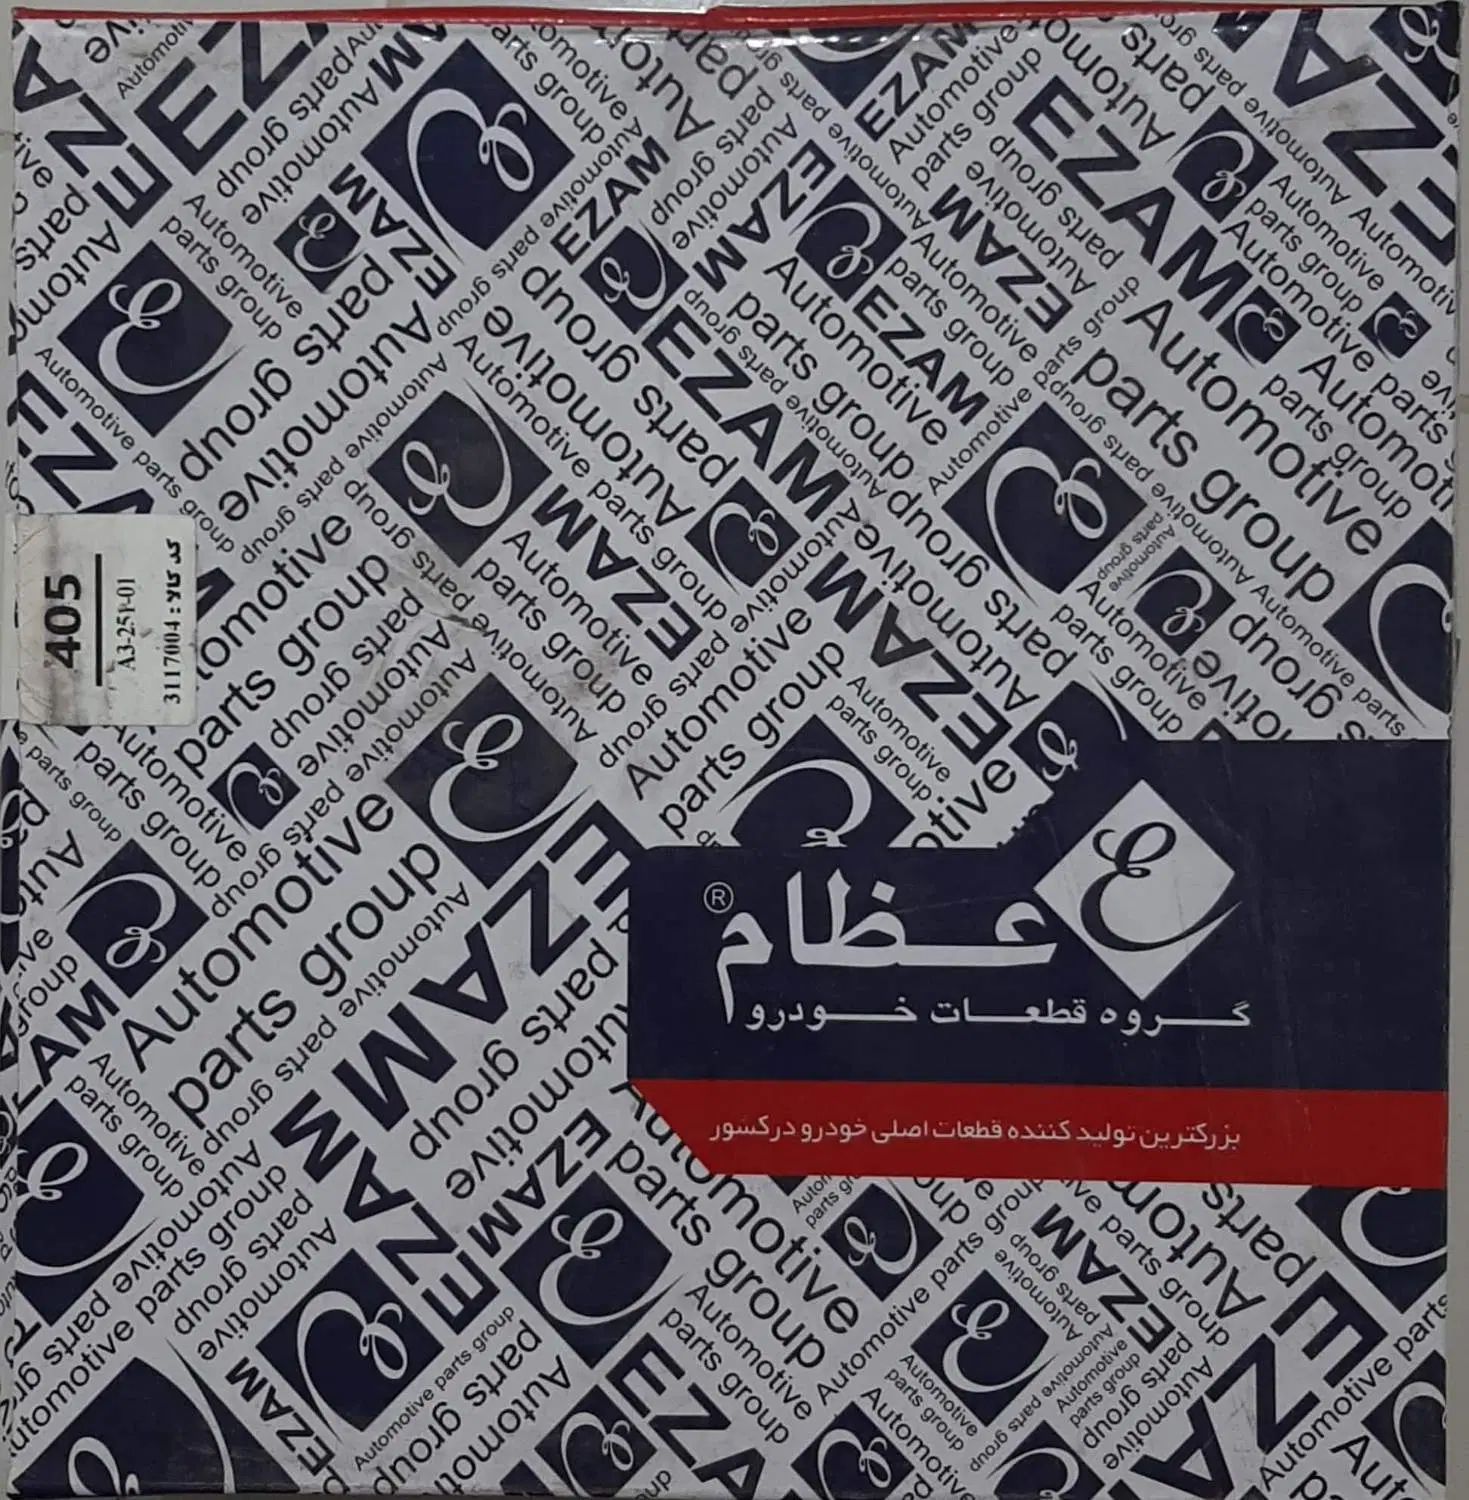 عظام ®
گروه قطعات خودرو
بزرگترین تولید کننده قطعات اصلی خودرو در کشور
405
A3-251-01
کد کالا : 3117004
EZAM
Automotive
parts group